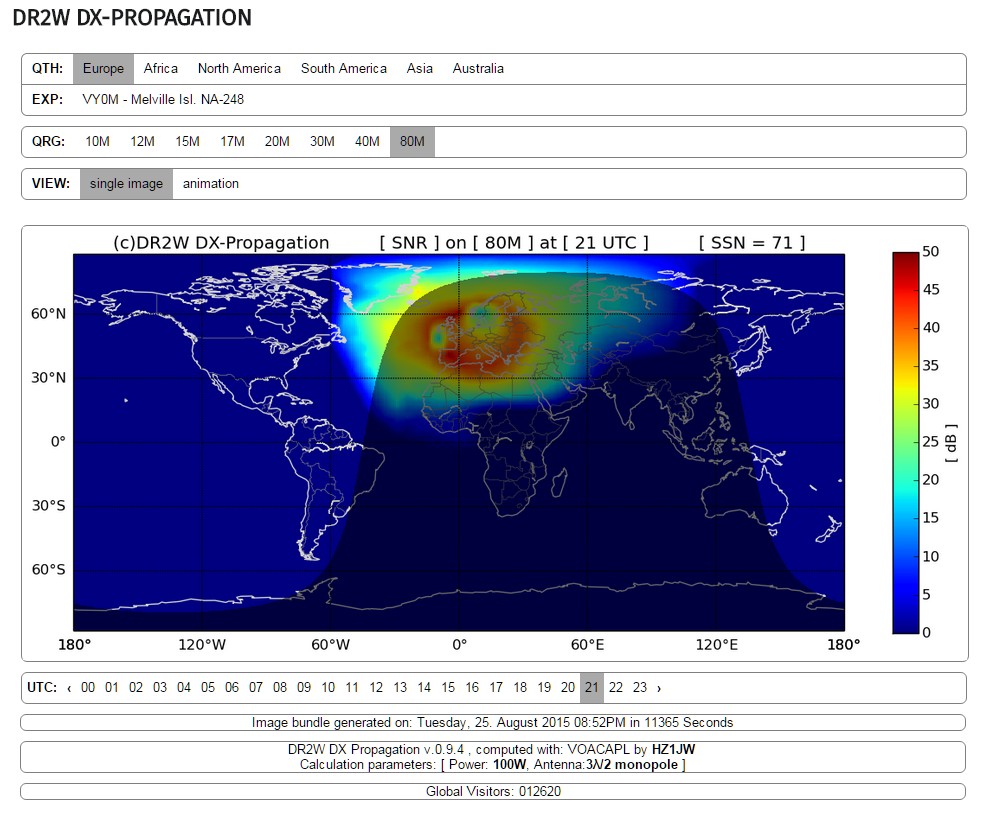 DR2W DX-PROPAGATION
QTH: Europe Africa North America South America Asia Australia
EXP: VY0M - Melville Isl. NA-248
QRG: 10M 12M 15M 17M 20M 30M 40M 80M
VIEW: single image animation
(c)DR2W DX-Propagation [ SNR ] on [ 80M ] at [ 21 UTC ] [ SSN = 71 ]
60°N
30°N
0°
30°S
60°S
180° 120°W 60°W 0° 60°E 120°E 180°
50
45
40
35
30
25
20
15
10
5
0
[ dB ]
UTC: ‹ 00 01 02 03 04 05 06 07 08 09 10 11 12 13 14 15 16 17 18 19 20 21 22 23 ›
Image bundle generated on: Tuesday, 25. August 2015 08:52PM in 11365 Seconds
DR2W DX Propagation v.0.9.4 , computed with: VOACAPL by HZ1JW
Calculation parameters: [ Power: 100W, Antenna:3λ/2 monopole ]
Global Visitors: 012620